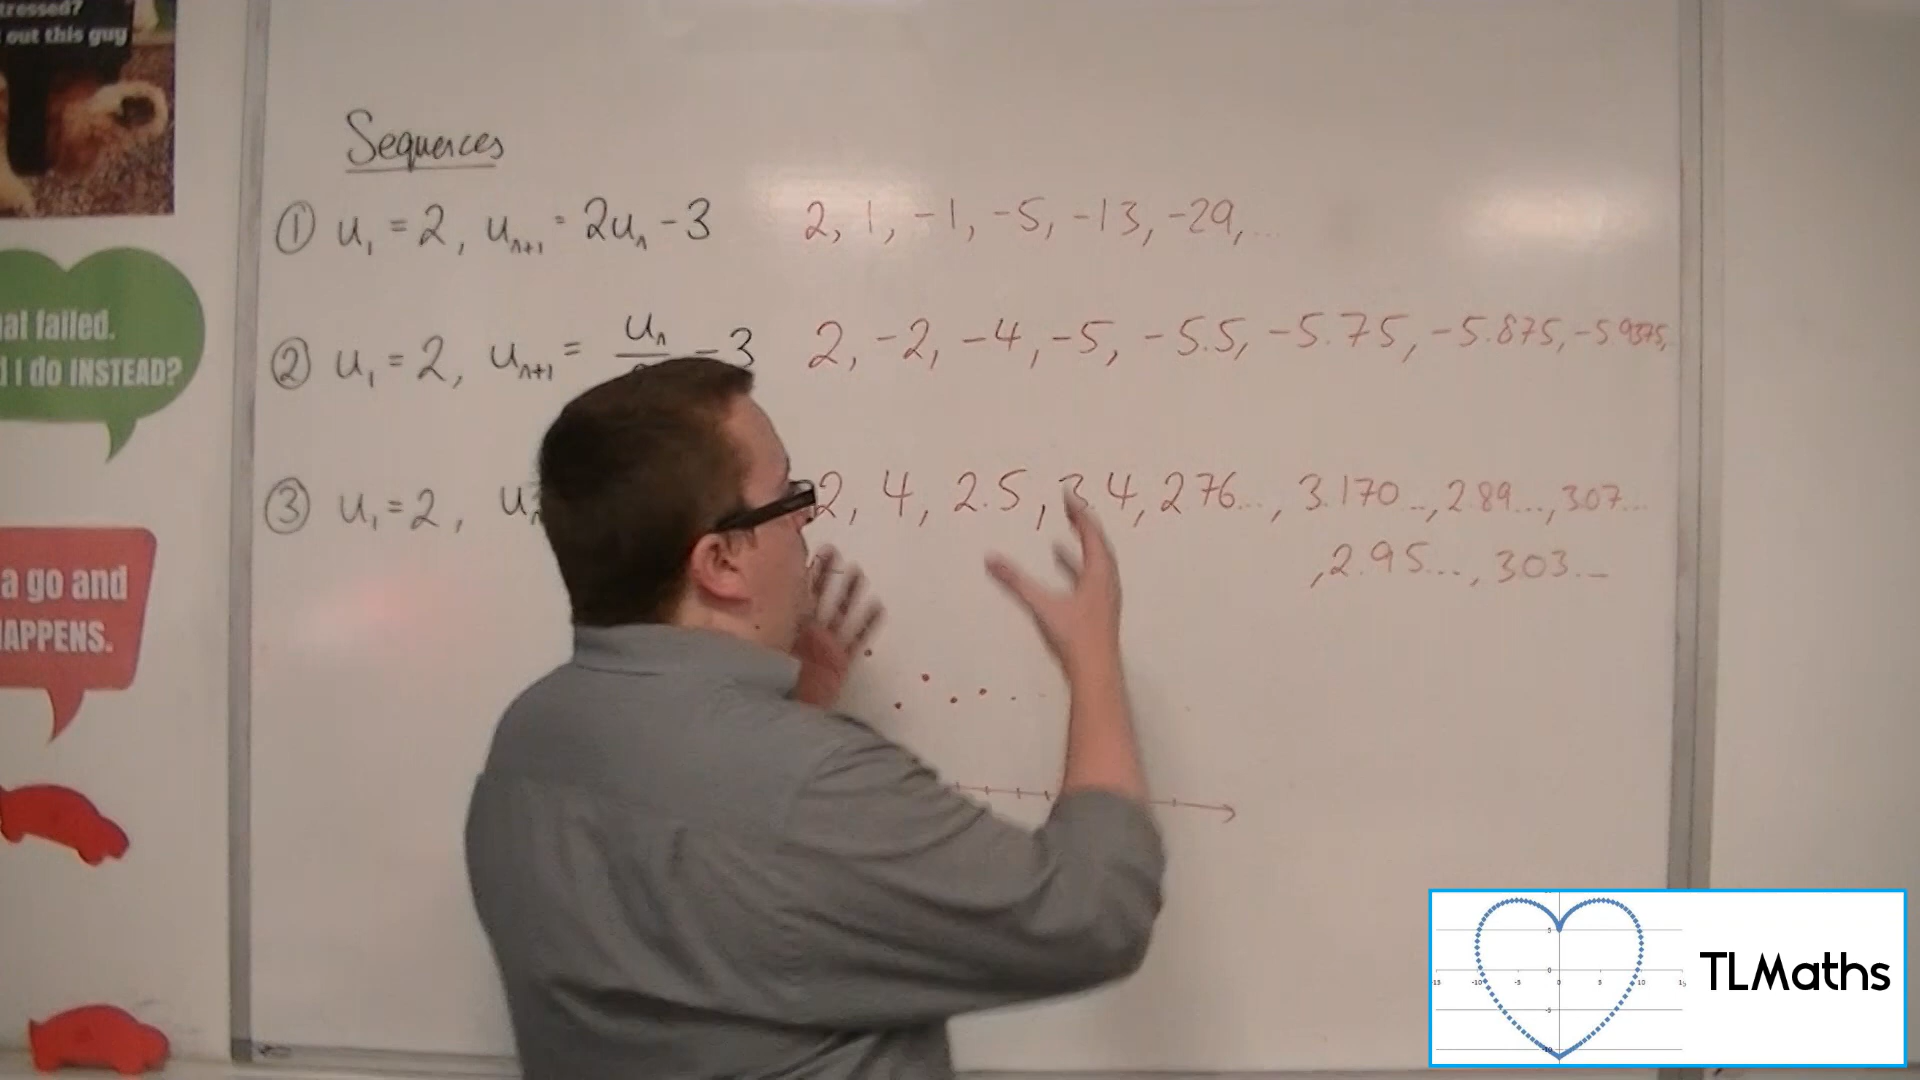 tressed?
out this guy
Sequences
① u₁ = 2, uₙ₊₁ = 2uₙ - 3 2, 1, -1, -5, -13, -29, ...
② u₁ = 2, uₙ₊₁ = uₙ - 3 2, -2, -4, -5, -5.5, -5.75, -5.875, -5.9375,
③ u₁ = 2, u 2, 4, 2.5, 3.4, 2.76..., 3.170..., 2.89..., 3.07...
, 2.95..., 3.03...
nal failed.
I do INSTEAD?
a go and
HAPPENS.
TLMaths